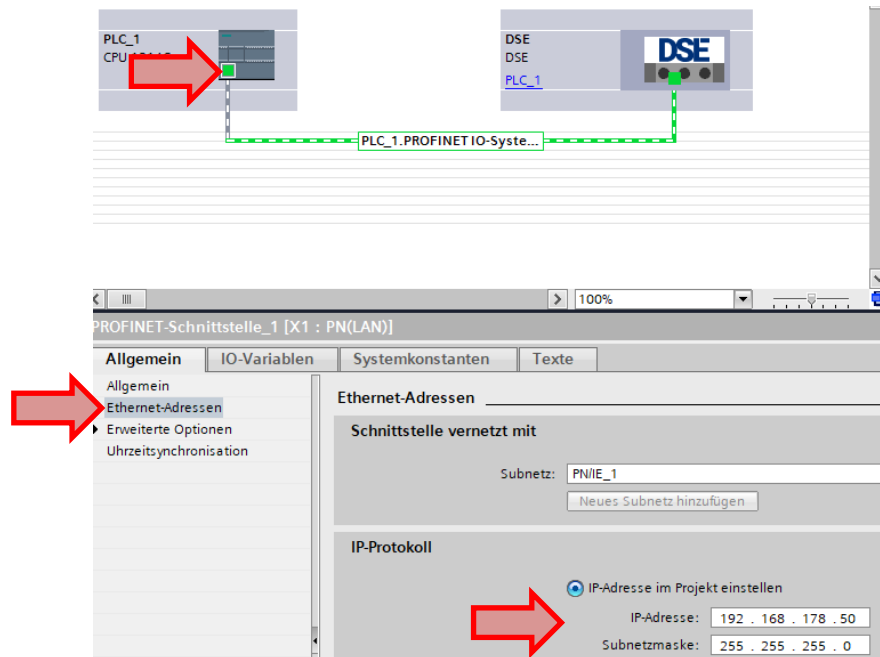 PLC_1
CPU
DSE
DSE
PLC_1
DSE
PLC_1.PROFINET IO-Syste...
100%
PROFINET-Schnittstelle_1 [X1 : PN(LAN)]
Allgemein
IO-Variablen
Systemkonstanten
Texte
Allgemein
Ethernet-Adressen
Erweiterte Optionen
Uhrzeitsynchronisation
Ethernet-Adressen
Schnittstelle vernetzt mit
Subnetz: PN/IE_1
Neues Subnetz hinzufügen
IP-Protokoll
IP-Adresse im Projekt einstellen
IP-Adresse: 192 . 168 . 178 . 50
Subnetzmaske: 255 . 255 . 255 . 0